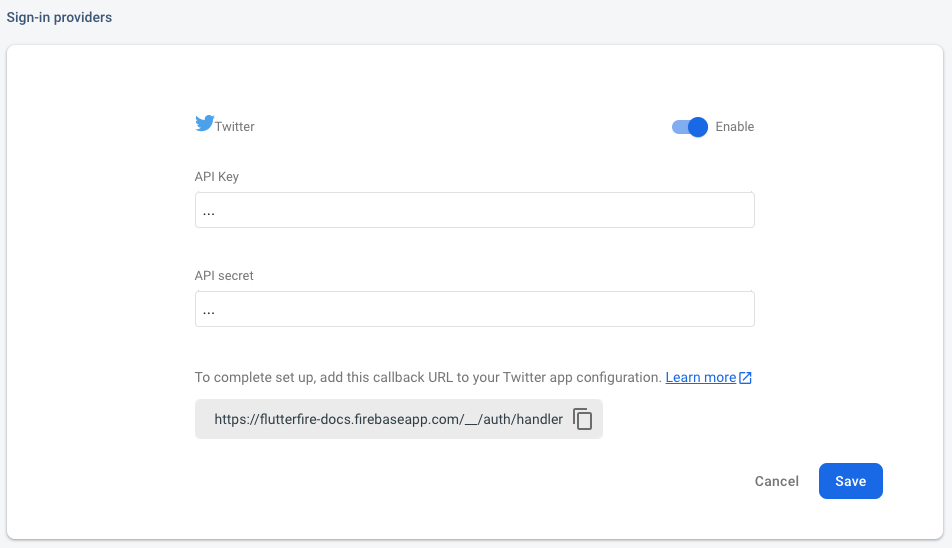 Sign-in providers
Twitter
Enable
API Key
...
API secret
...
To complete set up, add this callback URL to your Twitter app configuration. Learn more
https://flutterfire-docs.firebaseapp.com/__/auth/handler
Cancel
Save